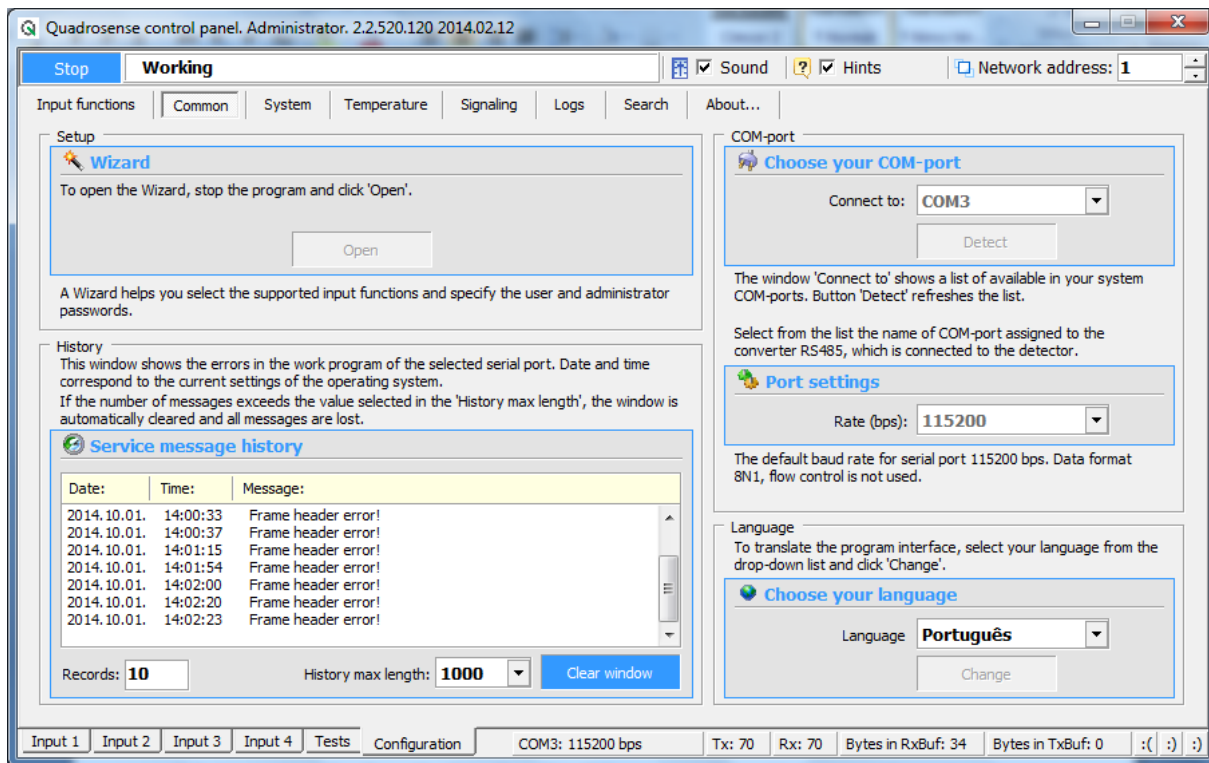 Quadrosense control panel. Administrator. 2.2.520.120 2014.02.12
Stop
Working
Sound
Hints
Network address: 1
Input functions
Common
System
Temperature
Signaling
Logs
Search
About...
Setup
Wizard
To open the Wizard, stop the program and click 'Open'.
Open
A Wizard helps you select the supported input functions and specify the user and administrator
passwords.
History
This window shows the errors in the work program of the selected serial port. Date and time
correspond to the current settings of the operating system.
If the number of messages exceeds the value selected in the 'History max length', the window is
automatically cleared and all messages are lost.
Service message history
Date: Time: Message:
2014.10.01. 14:00:33 Frame header error!
2014.10.01. 14:00:37 Frame header error!
2014.10.01. 14:01:15 Frame header error!
2014.10.01. 14:01:54 Frame header error!
2014.10.01. 14:02:00 Frame header error!
2014.10.01. 14:02:20 Frame header error!
2014.10.01. 14:02:23 Frame header error!
Records: 10
History max length: 1000
Clear window
COM-port
Choose your COM-port
Connect to: COM3
Detect
The window 'Connect to' shows a list of available in your system
COM-ports. Button 'Detect' refreshes the list.
Select from the list the name of COM-port assigned to the
converter RS485, which is connected to the detector.
Port settings
Rate (bps): 115200
The default baud rate for serial port 115200 bps. Data format
8N1, flow control is not used.
Language
To translate the program interface, select your language from the
drop-down list and click 'Change'.
Choose your language
Language Português
Change
Input 1
Input 2
Input 3
Input 4
Tests
Configuration
COM3: 115200 bps
Tx: 70
Rx: 70
Bytes in RxBuf: 34
Bytes in TxBuf: 0
:(
:)
:)